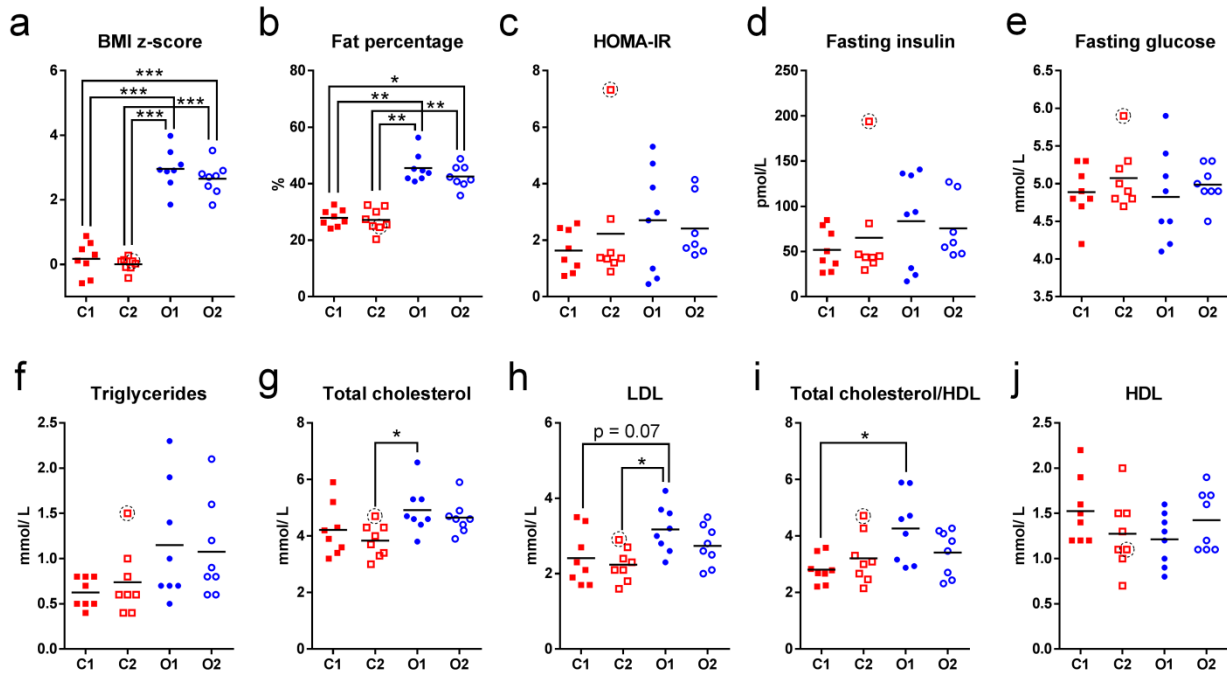 a BMI z-score
6
4
2
0
***
***
***
***
C1 C2 O1 O2
b Fat percentage
%
80
60
40
20
0
*
**
**
**
C1 C2 O1 O2
c HOMA-IR
8
6
4
2
0
C1 C2 O1 O2
d Fasting insulin
pmol/L
250
200
150
100
50
0
C1 C2 O1 O2
e Fasting glucose
mmol/ L
6.5
6.0
5.5
5.0
4.5
4.0
3.5
C1 C2 O1 O2
f Triglycerides
mmol/ L
2.5
2.0
1.5
1.0
0.5
0.0
C1 C2 O1 O2
g Total cholesterol
mmol/ L
8
6
4
2
0
*
C1 C2 O1 O2
h LDL
mmol/ L
6
4
2
0
p = 0.07
*
C1 C2 O1 O2
i Total cholesterol/HDL
mmol/ L
8
6
4
2
0
*
C1 C2 O1 O2
j HDL
mmol/ L
2.5
2.0
1.5
1.0
0.5
0.0
C1 C2 O1 O2